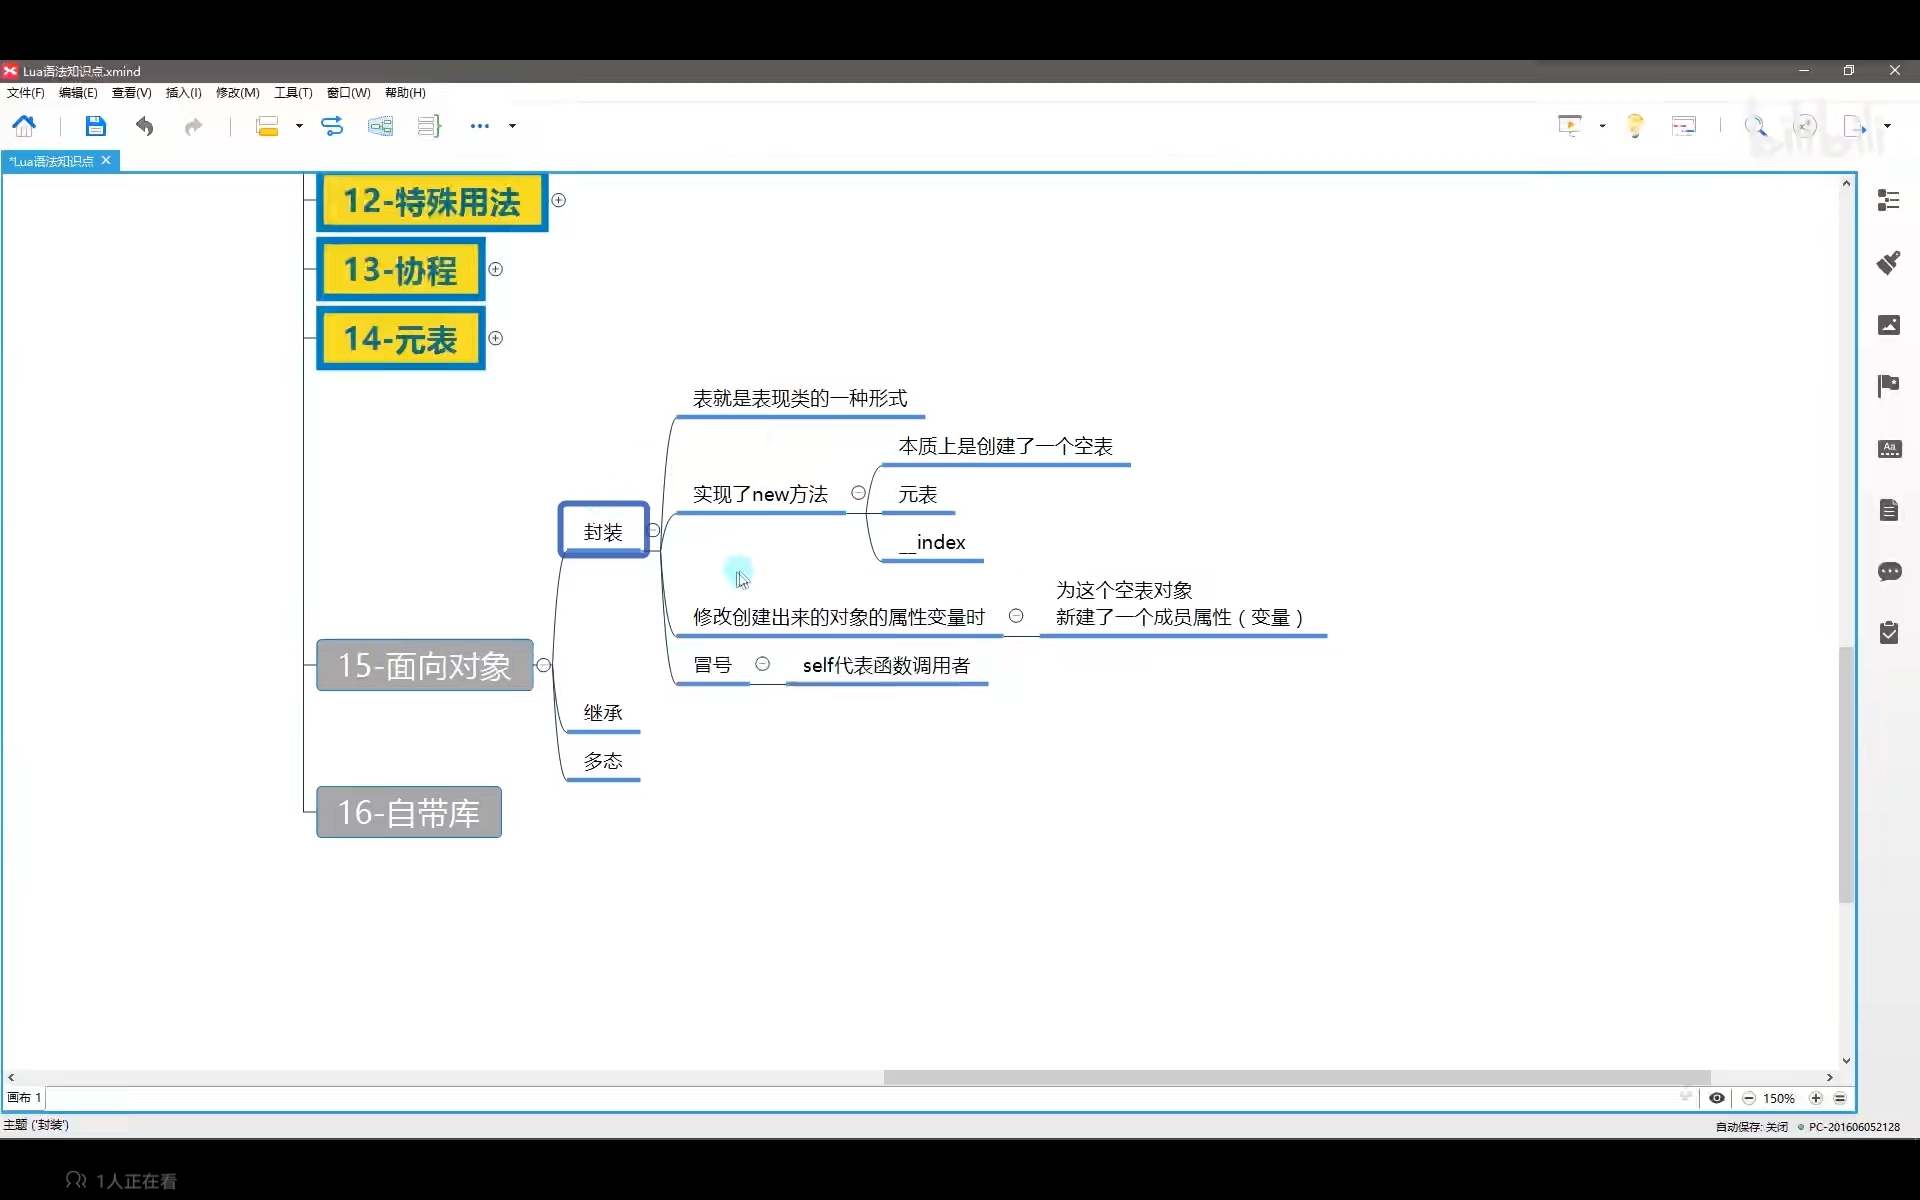 Lua语法知识点.xmind
文件(F) 编辑(E) 查看(V) 插入(I) 修改(M) 工具(T) 窗口(W) 帮助(H)
bilibili
*Lua语法知识点
12-特殊用法
13-协程
14-元表
表就是表现类的一种形式
本质上是创建了一个空表
实现了new方法
元表
封装
__index
为这个空表对象
修改创建出来的对象的属性变量时
新建了一个成员属性（变量）
15-面向对象
冒号
self代表函数调用者
继承
多态
16-自带库
Aa
画布 1
150%
主题 ('封装')
自动保存: 关闭
PC-201606052128
1人正在看